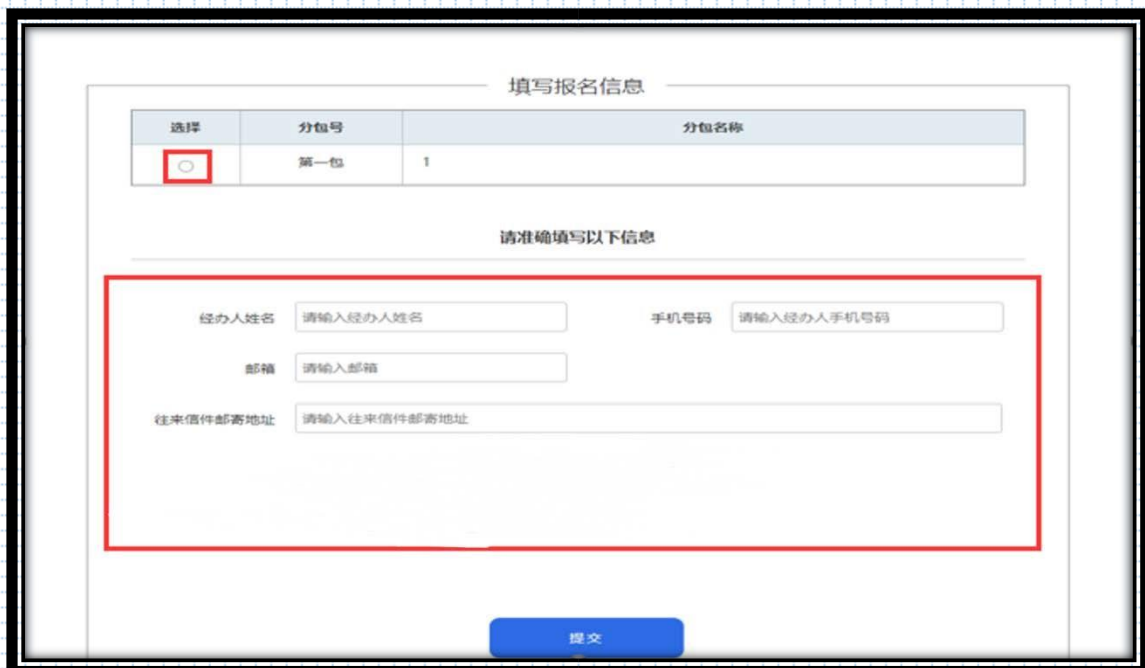 填写报名信息
选择 分包号 分包名称
第一包 1
请准确填写以下信息
经办人姓名 请输入经办人姓名 手机号码 请输入经办人手机号码
邮箱 请输入邮箱
往来信件邮寄地址 请输入往来信件邮寄地址
提交